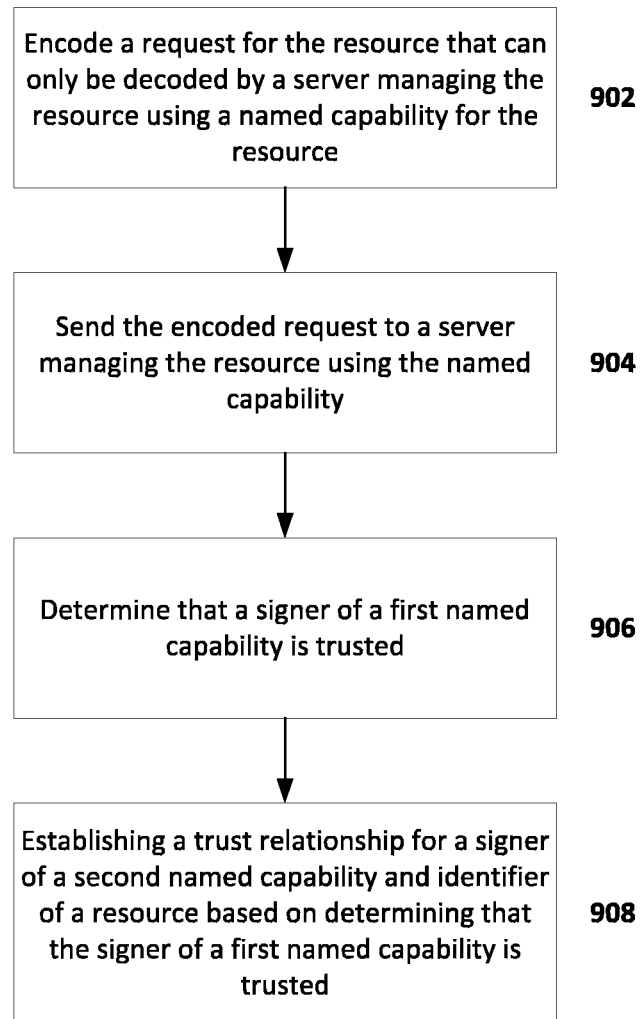 Encode a request for the resource that can
only be decoded by a server managing the
resource using a named capability for the
resource
902
Send the encoded request to a server
managing the resource using the named
capability
904
Determine that a signer of a first named
capability is trusted
906
Establishing a trust relationship for a signer
of a second named capability and identifier
of a resource based on determining that
the signer of a first named capability is
trusted
908